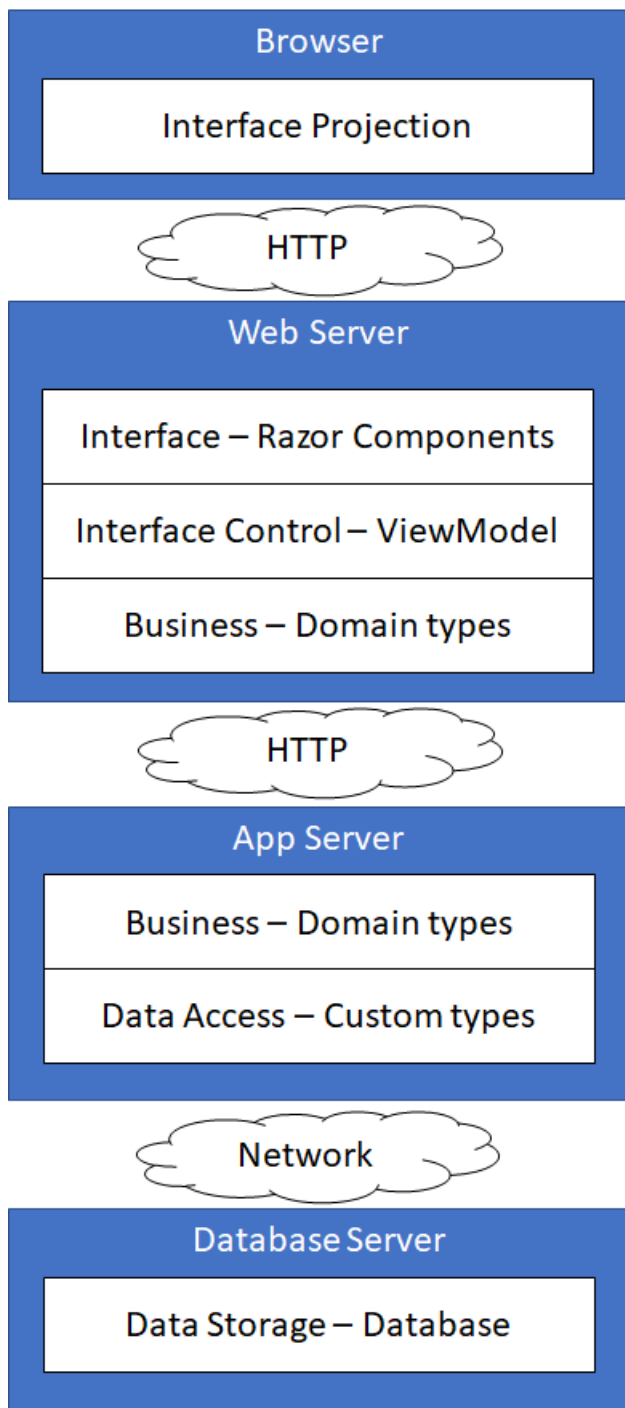 Browser
Interface Projection
HTTP
Web Server
Interface – Razor Components
Interface Control – ViewModel
Business – Domain types
HTTP
App Server
Business – Domain types
Data Access – Custom types
Network
Database Server
Data Storage – Database